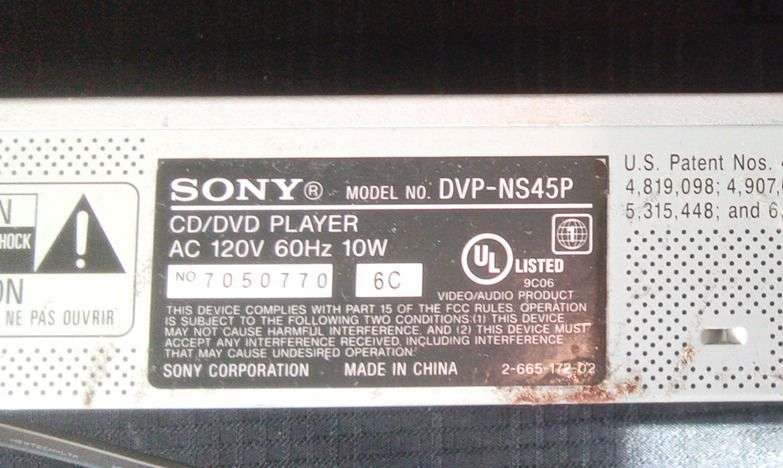 N
SHOCK
ON
NE PAS OUVRIR
SONY® MODEL NO. DVP-NS45P
CD/DVD PLAYER
AC 120V 60Hz 10W
NO 7050770 6C
1
UL LISTED
9C06
VIDEO/AUDIO PRODUCT
THIS DEVICE COMPLIES WITH PART 15 OF THE FCC RULES. OPERATION
IS SUBJECT TO THE FOLLOWING TWO CONDITIONS:(1) THIS DEVICE
MAY NOT CAUSE HARMFUL INTERFERENCE, AND (2) THIS DEVICE MUST
ACCEPT ANY INTERFERENCE RECEIVED, INCLUDING INTERFERENCE
THAT MAY CAUSE UNDESIRED OPERATION.
SONY CORPORATION MADE IN CHINA 2-665-172-02
U.S. Patent Nos.
4,819,098; 4,907,
5,315,448; and 6,